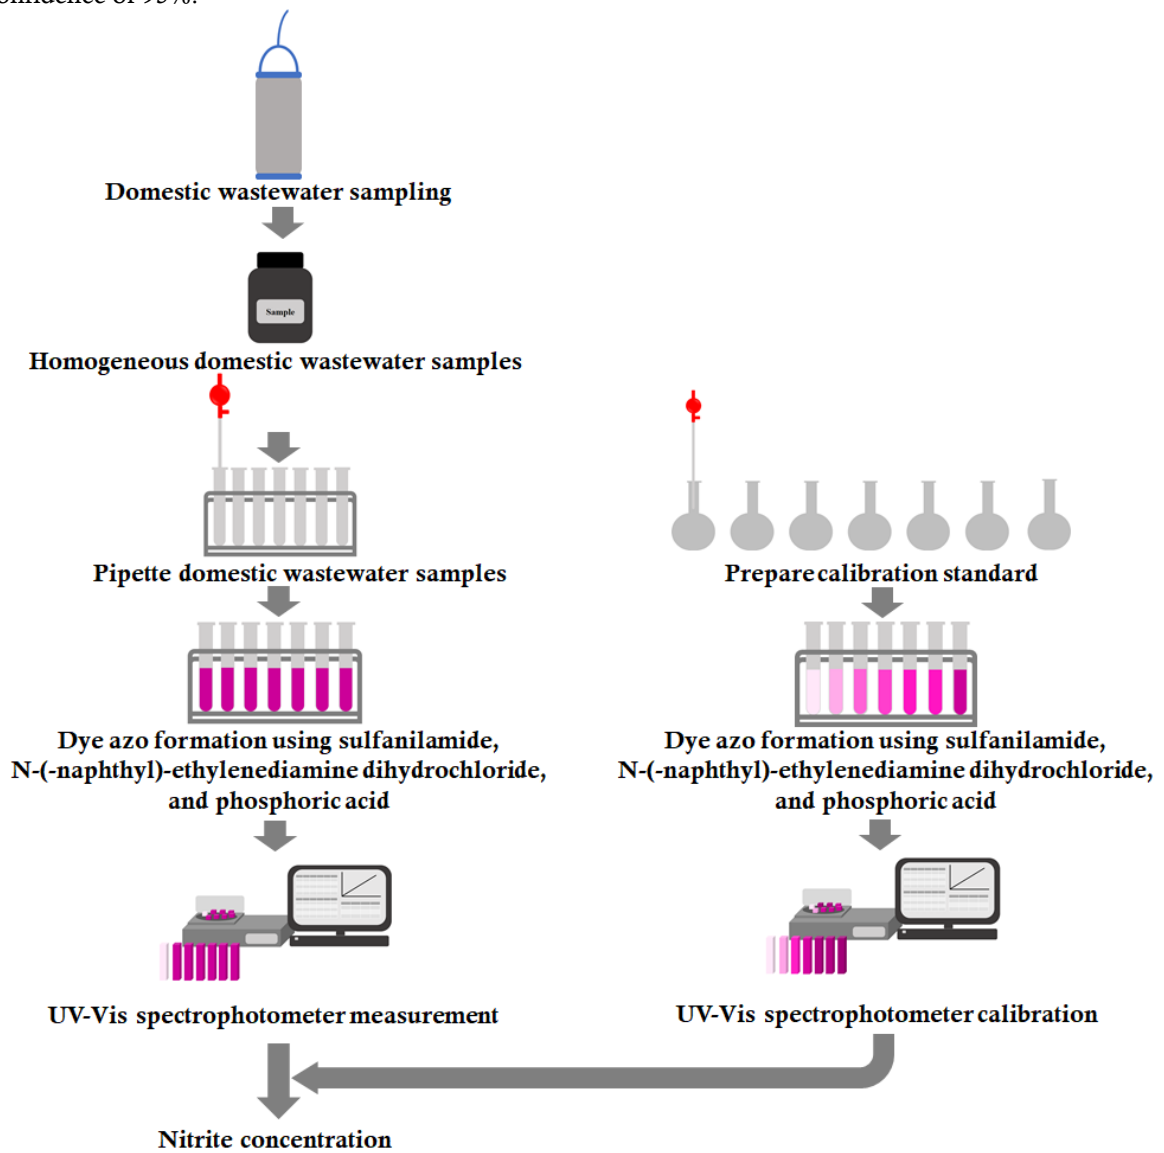 Domestic wastewater sampling
Sample
Homogeneous domestic wastewater samples
Pipette domestic wastewater samples
Prepare calibration standard
Dye azo formation using sulfanilamide,
N-(-naphthyl)-ethylenediamine dihydrochloride,
and phosphoric acid
Dye azo formation using sulfanilamide,
N-(-naphthyl)-ethylenediamine dihydrochloride,
and phosphoric acid
UV-Vis spectrophotometer measurement
UV-Vis spectrophotometer calibration
Nitrite concentration